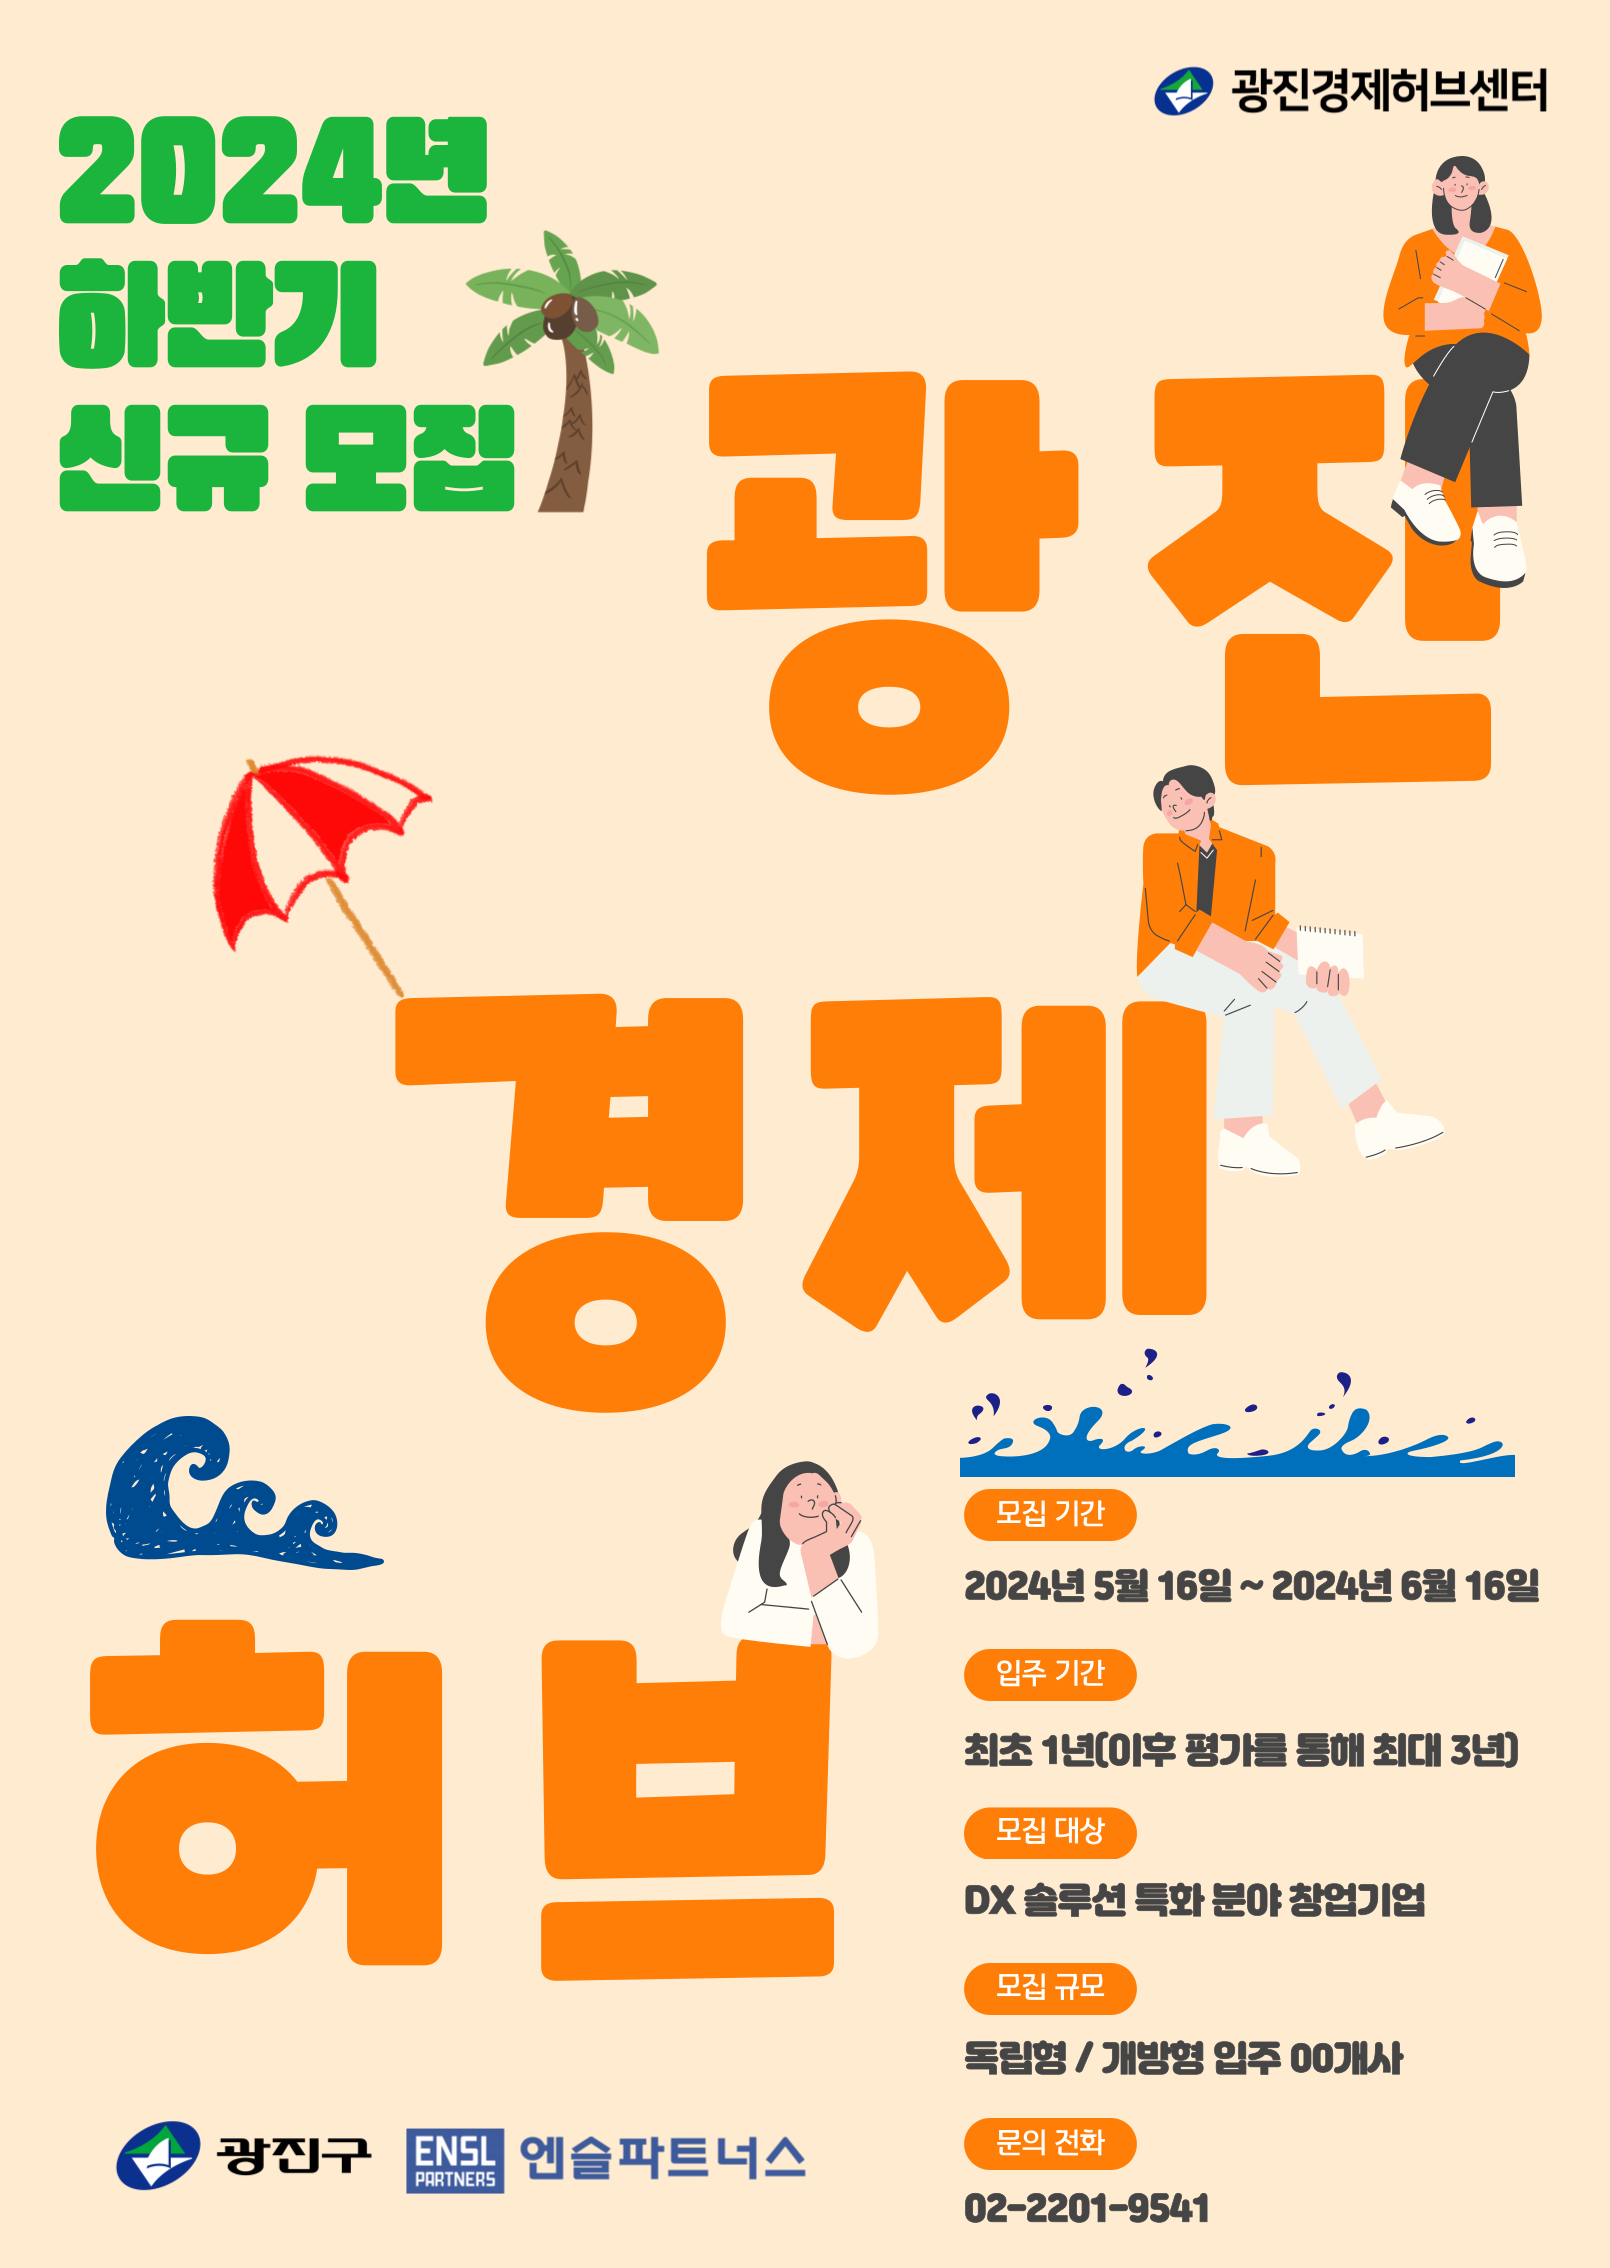 광진경제허브센터
2024년
하반기
신규 모집
광진
경제
허브
모집 기간
2024년 5월 16일 ~ 2024년 6월 16일
입주 기간
최초 1년(이후 평가를 통해 최대 3년)
모집 대상
DX 솔루션 특화 분야 창업기업
모집 규모
독립형 / 개방형 입주 00개사
문의 전화
02-2201-9541
광진구
ENSL
PARTNERS
엔슬파트너스